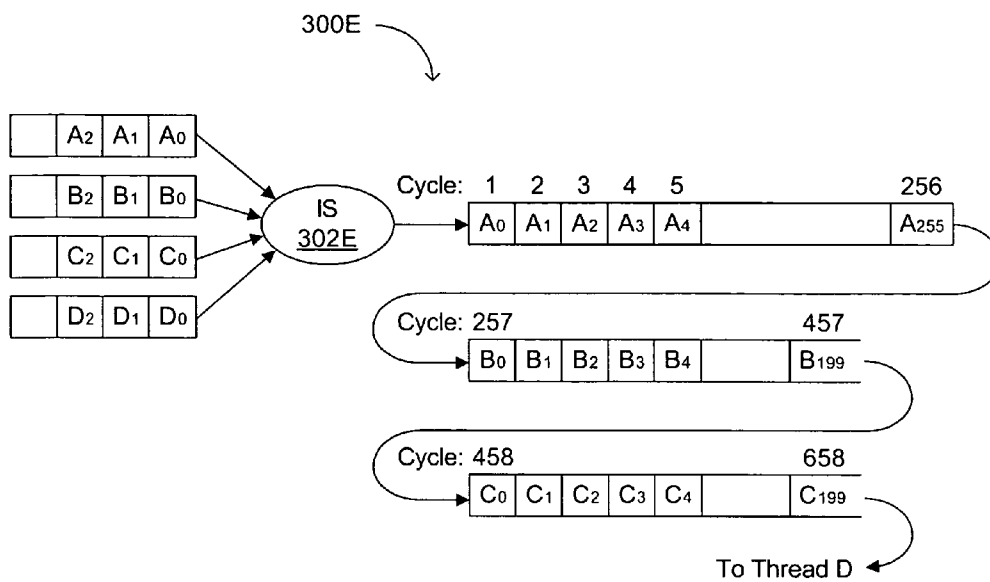 300E
A2 A1 A0
B2 B1 B0
C2 C1 C0
D2 D1 D0
IS
302E
Cycle: 1 2 3 4 5 256
A0 A1 A2 A3 A4 A255
Cycle: 257 457
B0 B1 B2 B3 B4 B199
Cycle: 458 658
C0 C1 C2 C3 C4 C199
To Thread D